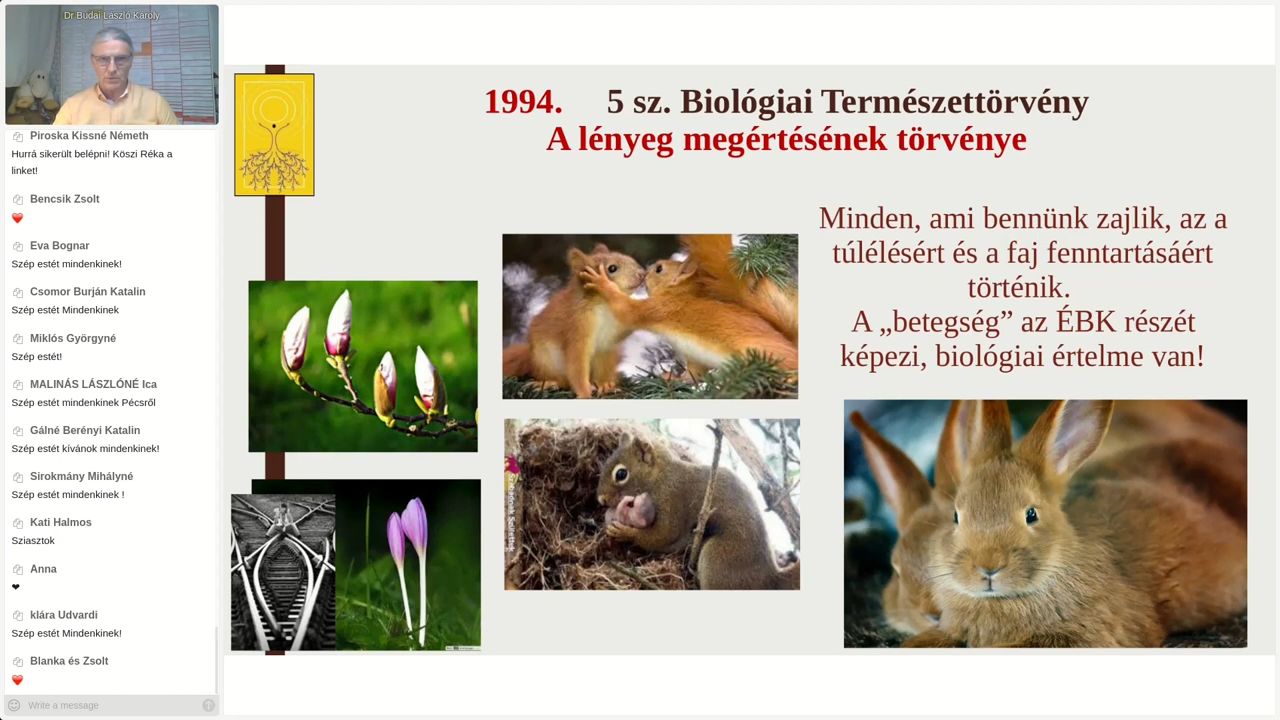 Dr Budai László Károly
Piroska Kissné Németh
Hurrá sikerült belépni! Köszi Réka a
linket!
Bencsik Zsolt
Eva Bognar
Szép estét mindenkinek!
Csomor Burján Katalin
Szép estét Mindenkinek
Miklós Györgyné
Szép estét!
MALINÁS LÁSZLÓNÉ Ica
Szép estét mindenkinek Pécsről
Gálné Berényi Katalin
Szép estét kívánok mindenkinek!
Sirokmány Mihályné
Szép estét mindenkinek !
Kati Halmos
Sziasztok
Anna
klára Udvardi
Szép estét Mindenkinek!
Blanka és Zsolt
Write a message
1994. 5 sz. Biológiai Természettörvény
A lényeg megértésének törvénye
Minden, ami bennünk zajlik, az a
túlélésért és a faj fenntartásáért
történik.
A „betegség” az ÉBK részét
képezi, biológiai értelme van!